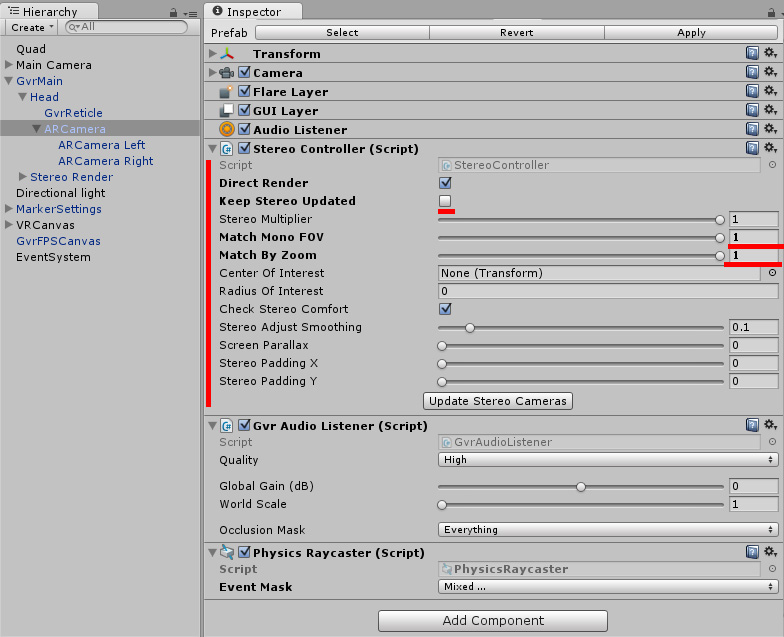 Hierarchy
Create
All
Quad
Main Camera
GvrMain
Head
GvrReticle
ARCamera
ARCamera Left
ARCamera Right
Stereo Render
Directional light
MarkerSettings
VRCanvas
GvrFPSCanvas
EventSystem
Inspector
Prefab Select Revert Apply
Transform
Camera
Flare Layer
GUI Layer
Audio Listener
Stereo Controller (Script)
Script StereoController
Direct Render
Keep Stereo Updated
Stereo Multiplier 1
Match Mono FOV 1
Match By Zoom 1
Center Of Interest None (Transform)
Radius Of Interest 0
Check Stereo Comfort
Stereo Adjust Smoothing 0.1
Screen Parallax 0
Stereo Padding X 0
Stereo Padding Y 0
Update Stereo Cameras
Gvr Audio Listener (Script)
Script GvrAudioListener
Quality High
Global Gain (dB) 0
World Scale 1
Occlusion Mask Everything
Physics Raycaster (Script)
Script PhysicsRaycaster
Event Mask Mixed ...
Add Component